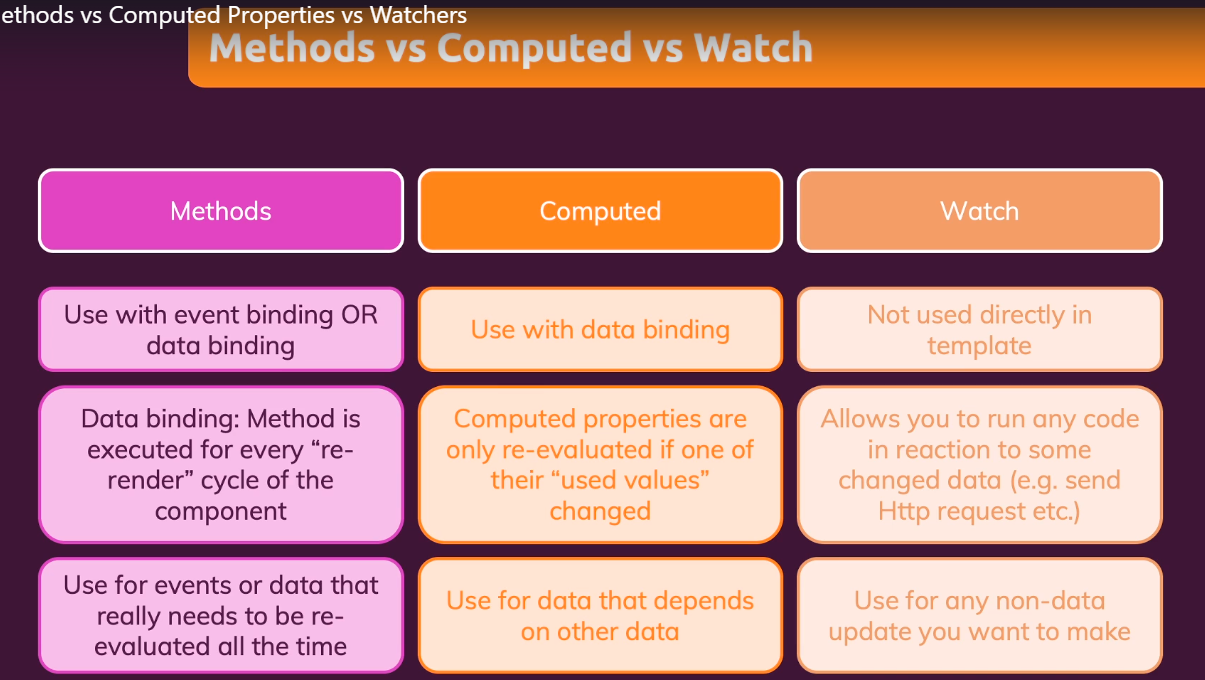 ethods vs Computed Properties vs Watchers
Methods vs Computed vs Watch
Methods
Computed
Watch
Use with event binding OR
data binding
Use with data binding
Not used directly in
template
Data binding: Method is
executed for every “re-
render” cycle of the
component
Computed properties are
only re-evaluated if one of
their “used values”
changed
Allows you to run any code
in reaction to some
changed data (e.g. send
Http request etc.)
Use for events or data that
really needs to be re-
evaluated all the time
Use for data that depends
on other data
Use for any non-data
update you want to make